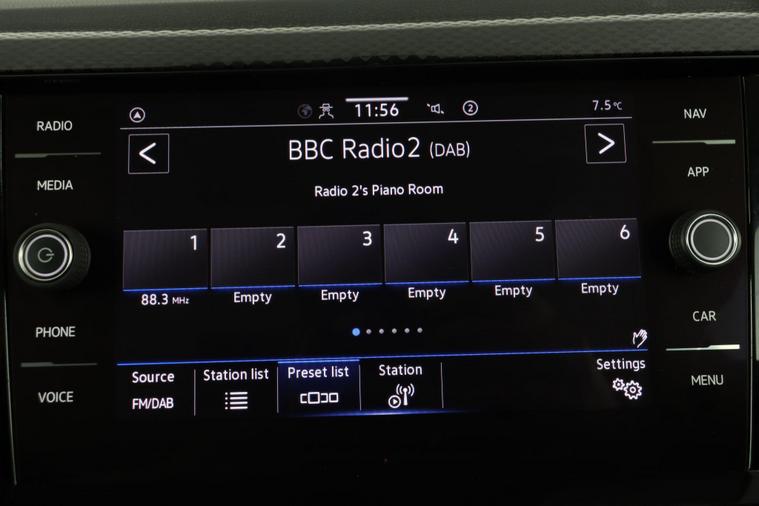 RADIO
MEDIA
PHONE
VOICE
11:56
2
7.5°C
< BBC Radio2 (DAB) >
Radio 2's Piano Room
1 2 3 4 5 6
88.3 MHz Empty Empty Empty Empty Empty
Source Station list Preset list Station Settings
FM/DAB
NAV
APP
CAR
MENU